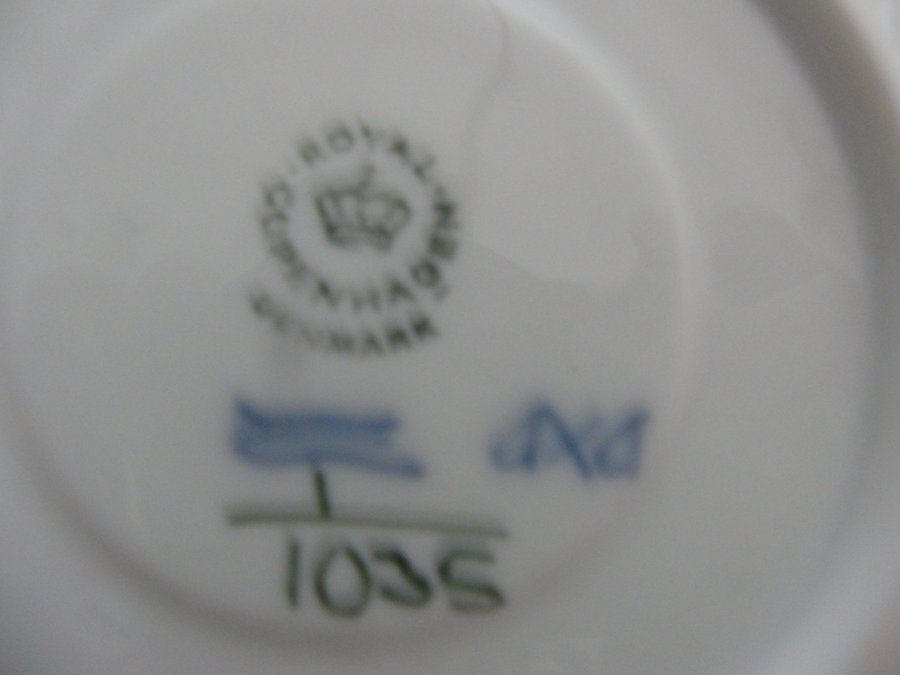 ROYAL
COPENHAGEN
DENMARK
1
1035